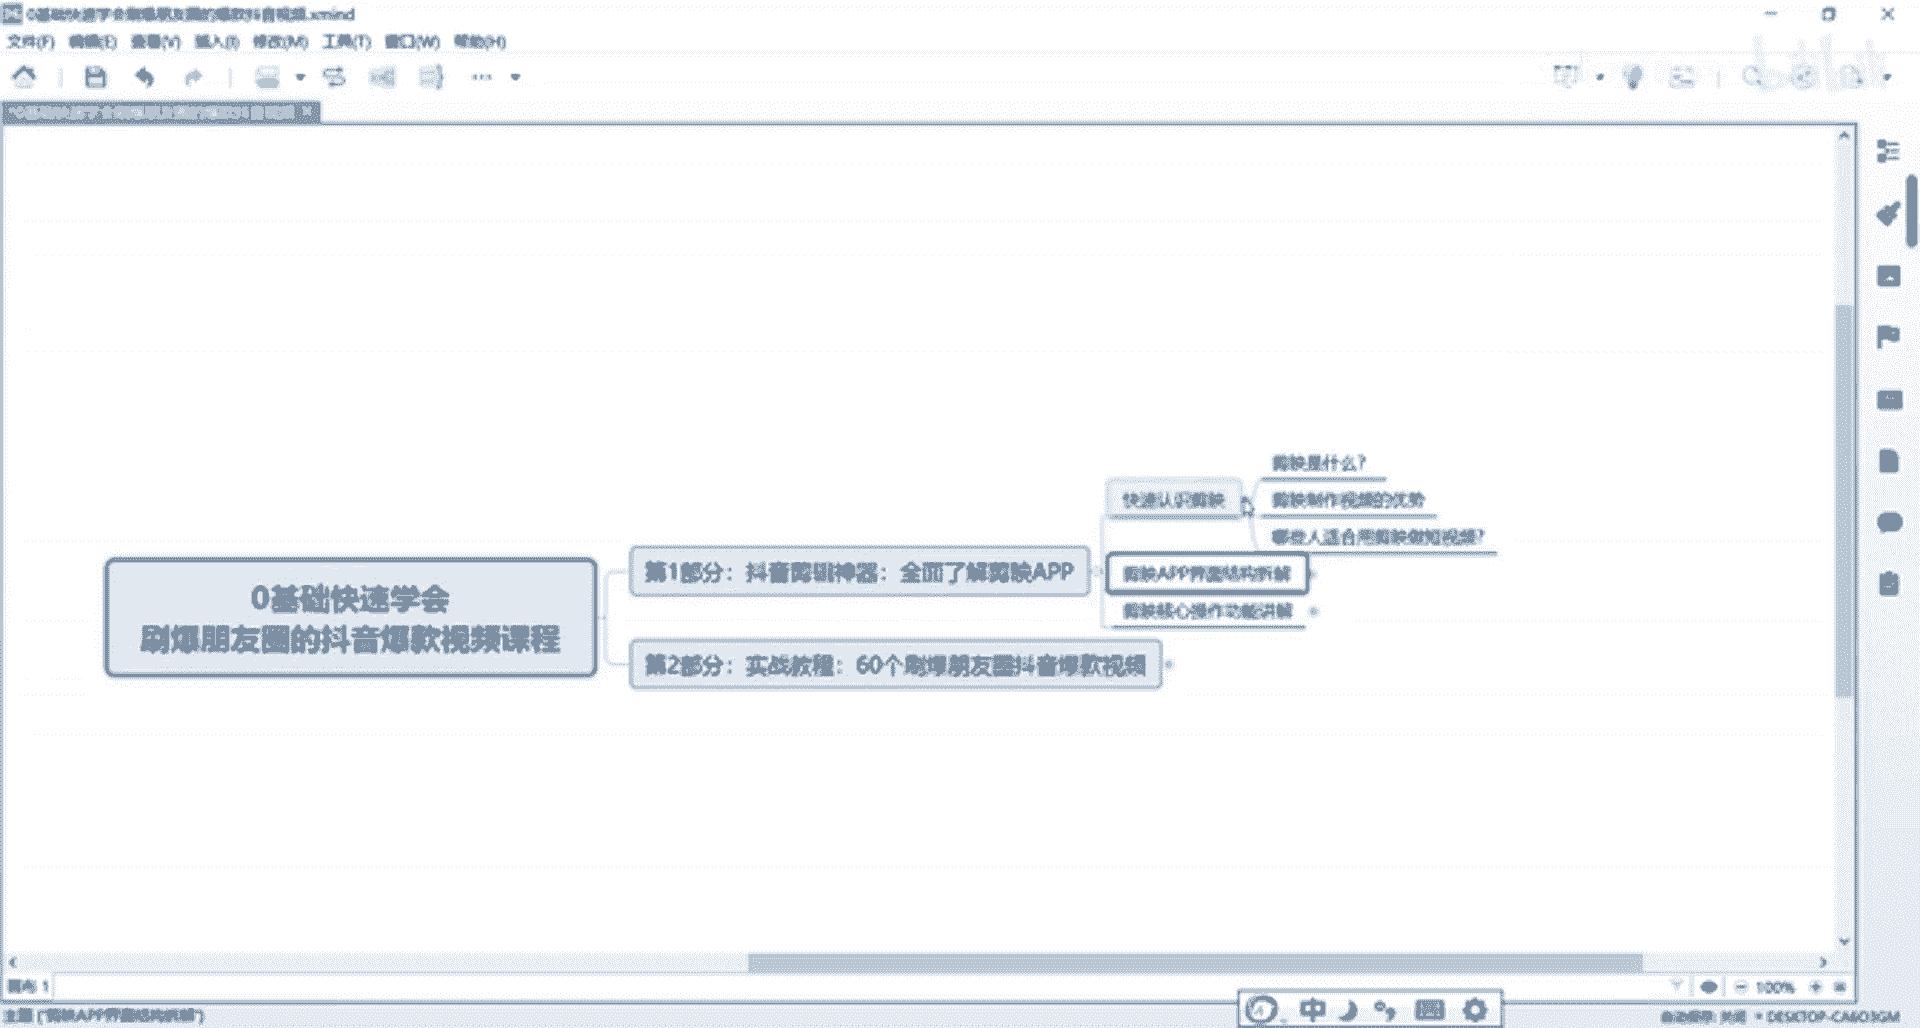 0基础快速学会刷爆朋友圈的爆款抖音视频.xmind
文件(F) 编辑(E) 查看(V) 插入(I) 修改(M) 工具(T) 窗口(W) 帮助(H)
剪映是什么?
快速认识剪映
剪映制作视频的优势
哪些人适合用剪映做短视频?
第1部分：抖音剪辑神器：全面了解剪映APP
剪映APP界面结构拆解
剪映核心操作功能讲解
0基础快速学会
刷爆朋友圈的抖音爆款视频课程
第2部分：实战教程：60个刷爆朋友圈抖音爆款视频
画布 1
100%
中
主题 ("剪映APP界面结构拆解")
自动保存: 关闭
DESKTOP-CA6O3GM